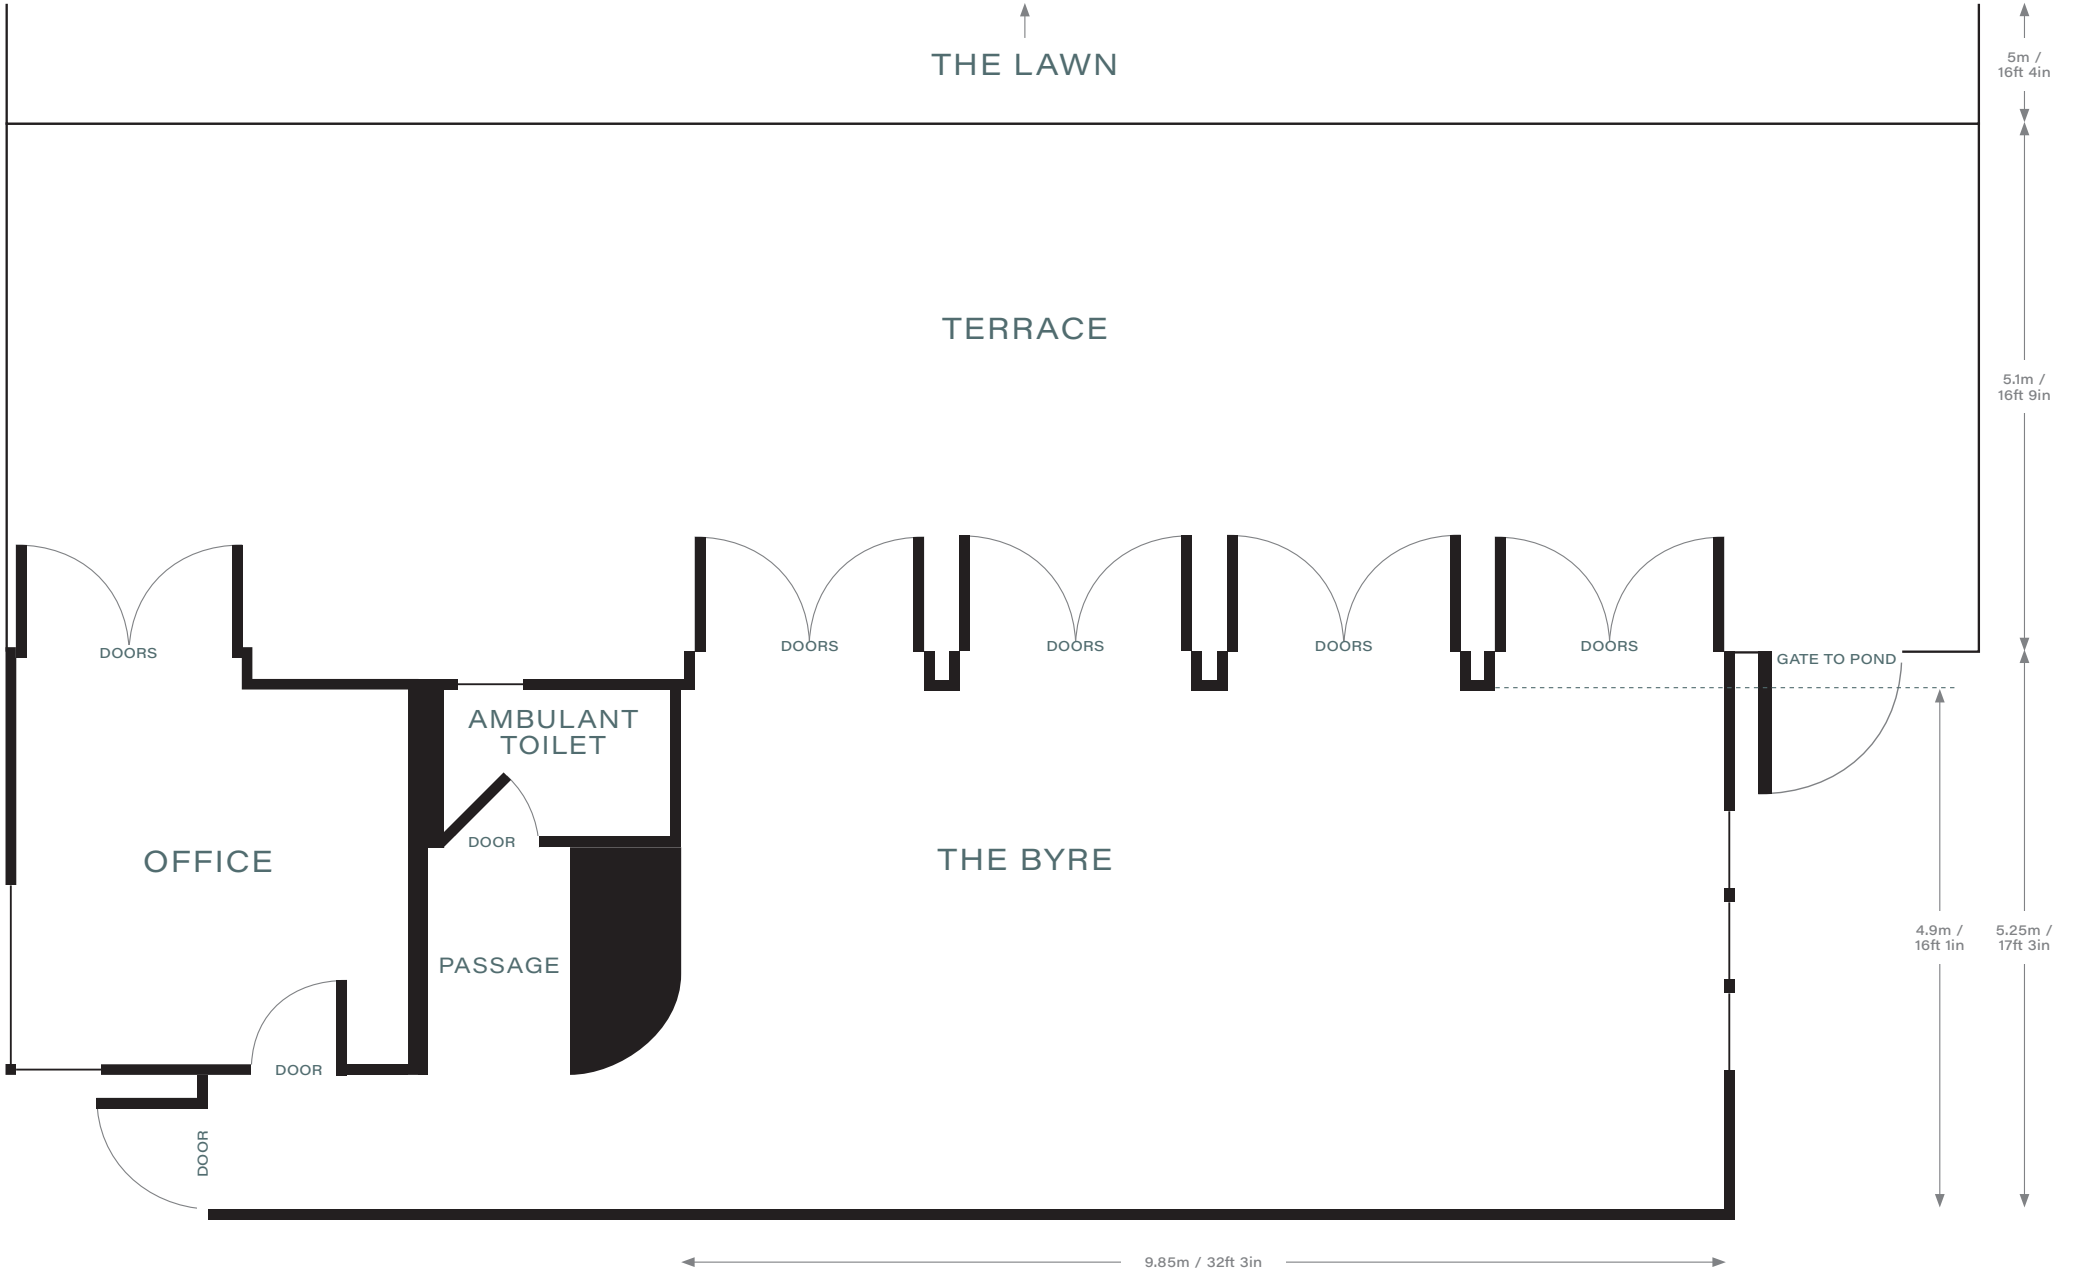 THE LAWN
5m /
16ft 4in
TERRACE
5.1m /
16ft 9in
DOORS
DOORS
DOORS
DOORS
DOORS
GATE TO POND
AMBULANT
TOILET
DOOR
OFFICE
THE BYRE
4.9m /
16ft 1in
5.25m /
17ft 3in
PASSAGE
DOOR
DOOR
9.85m / 32ft 3in